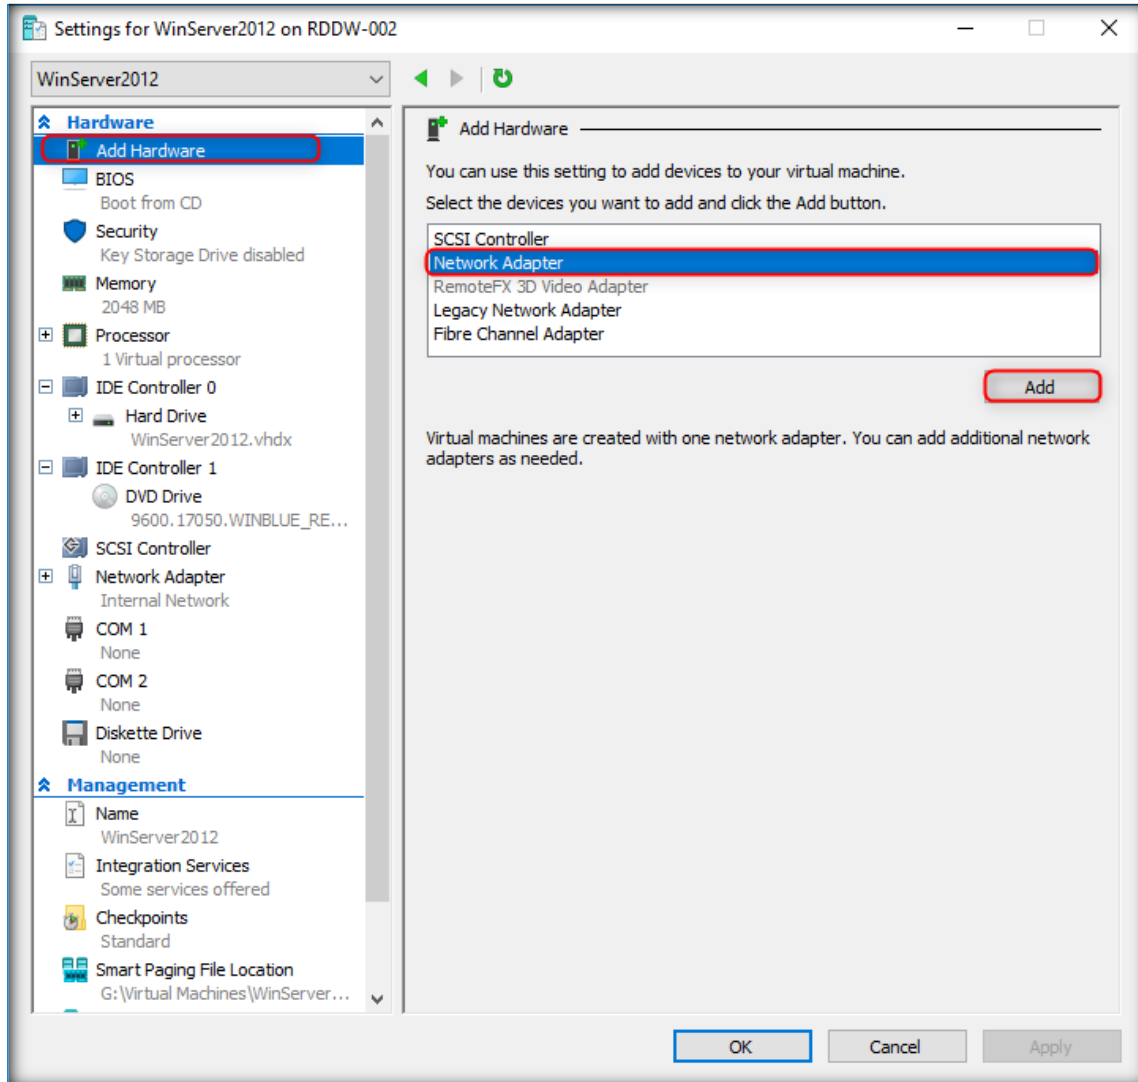 Settings for WinServer2012 on RDDW-002
WinServer2012
Hardware
Add Hardware
BIOS
Boot from CD
Security
Key Storage Drive disabled
Memory
2048 MB
Processor
1 Virtual processor
IDE Controller 0
Hard Drive
WinServer2012.vhdx
IDE Controller 1
DVD Drive
9600.17050.WINBLUE_RE...
SCSI Controller
Network Adapter
Internal Network
COM 1
None
COM 2
None
Diskette Drive
None
Management
Name
WinServer2012
Integration Services
Some services offered
Checkpoints
Standard
Smart Paging File Location
G:\Virtual Machines\WinServer...
Add Hardware
You can use this setting to add devices to your virtual machine.
Select the devices you want to add and click the Add button.
SCSI Controller
Network Adapter
RemoteFX 3D Video Adapter
Legacy Network Adapter
Fibre Channel Adapter
Add
Virtual machines are created with one network adapter. You can add additional network
adapters as needed.
OK
Cancel
Apply